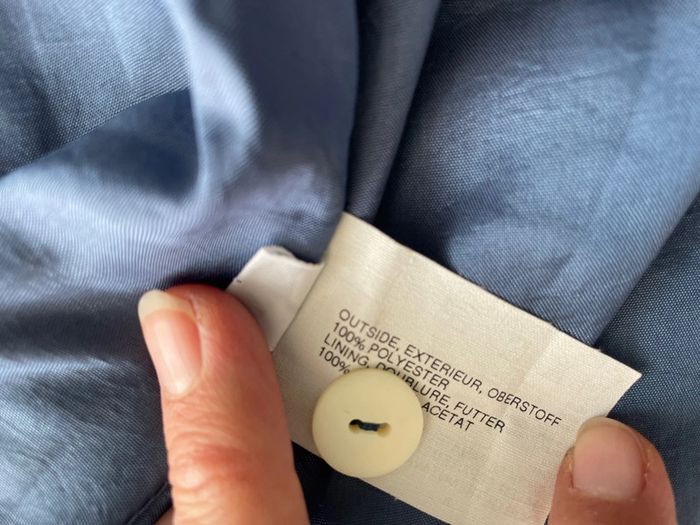 OUTSIDE, EXTERIEUR, OBERSTOFF
100% POLYESTER
LINING, DOUBLURE, FUTTER
100% ACETAT